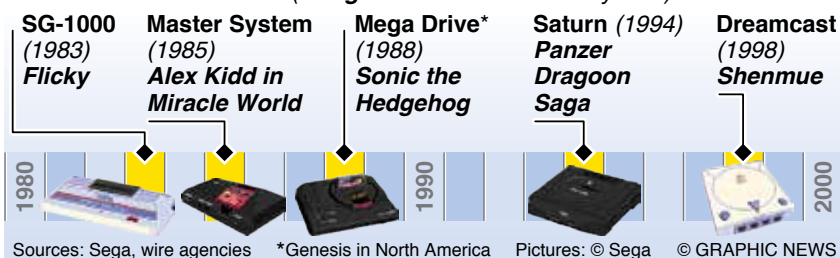 SG-1000
(1983)
Flicky
Master System
(1985)
Alex Kidd in
Miracle World
Mega Drive*
(1988)
Sonic the
Hedgehog
Saturn (1994)
Panzer
Dragoon
Saga
Dreamcast
(1998)
Shenmue
1980
1990
2000
Sources: Sega, wire agencies
*Genesis in North America
Pictures: © Sega
© GRAPHIC NEWS